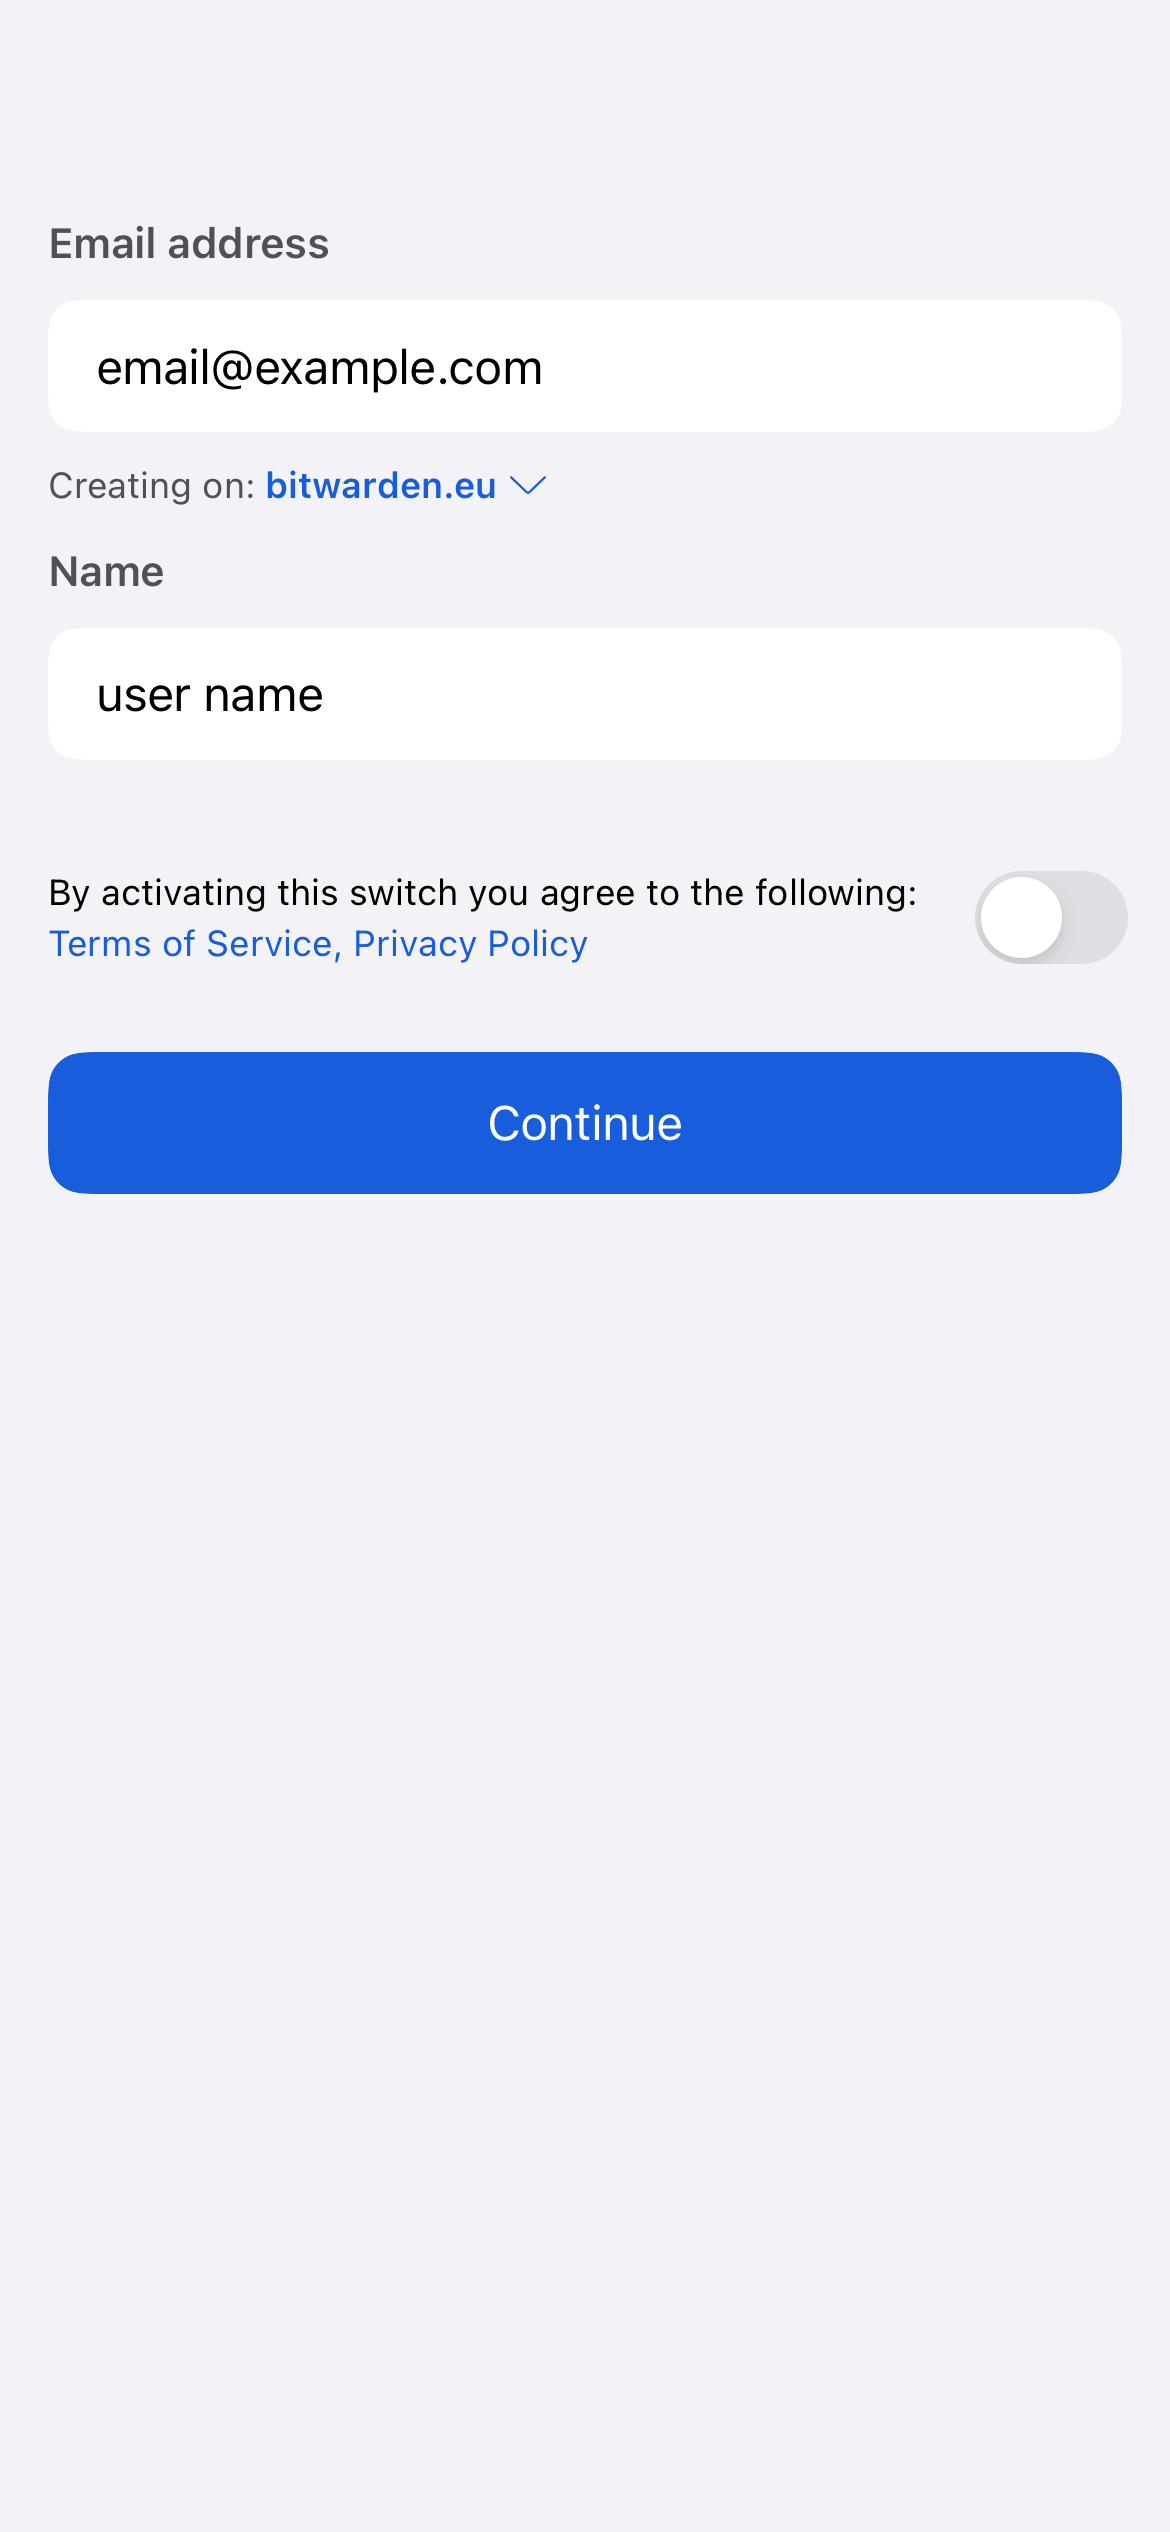 Email address
email@example.com
Creating on: bitwarden.eu
Name
user name
By activating this switch you agree to the following:
Terms of Service, Privacy Policy
Continue